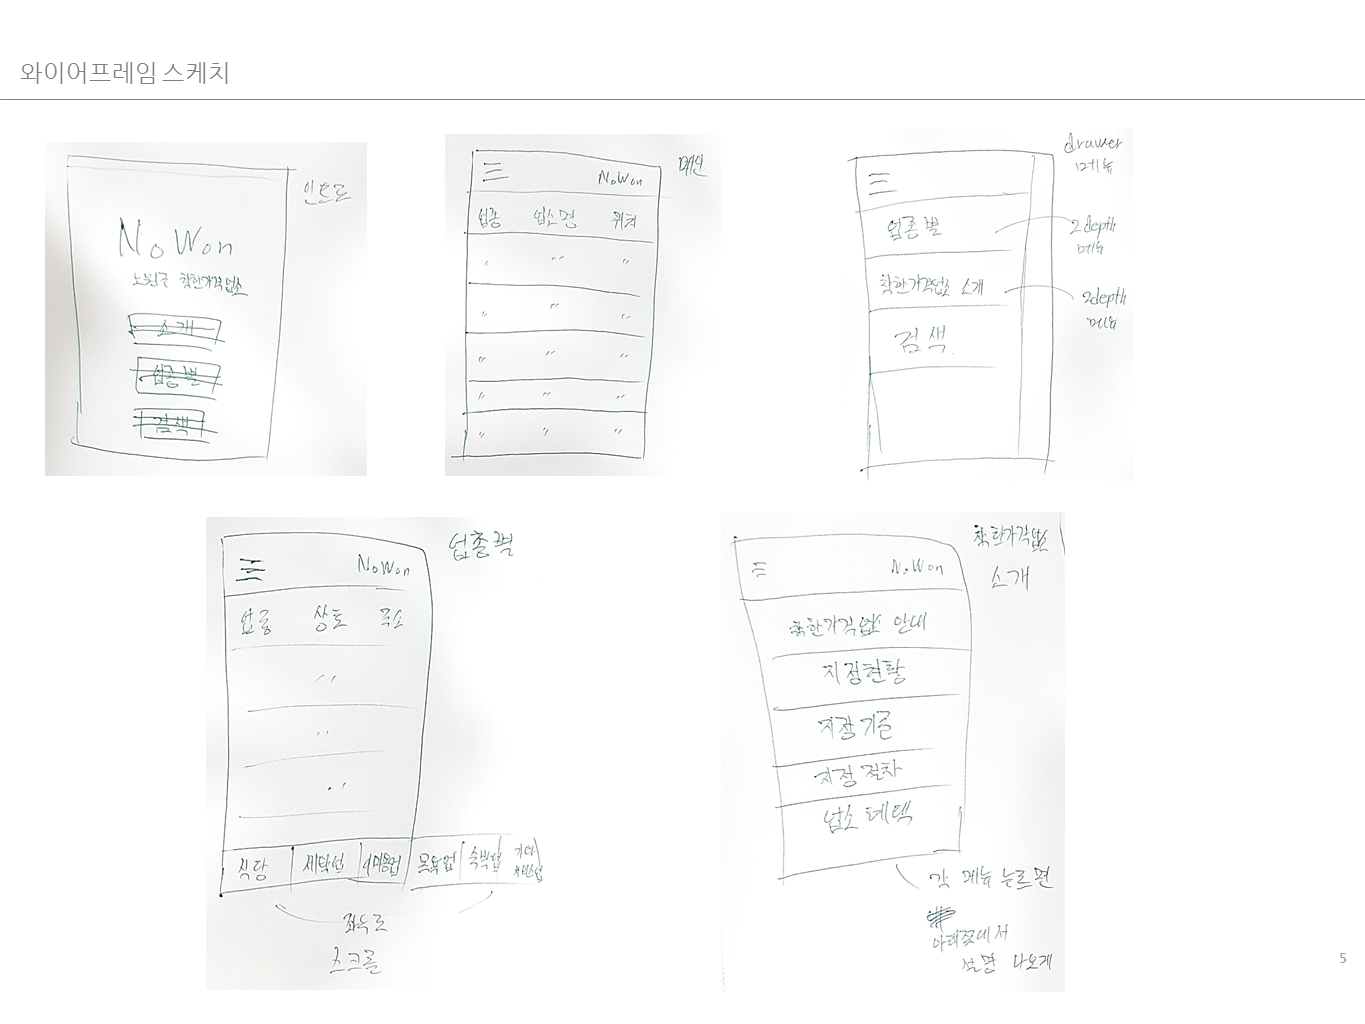 와이어프레임 스케치
인트로
NoWon
노원구 착한가격업소
소개
업종별
검색
메인
NoWon
업종 업소명 위치
〃 〃 〃
〃 〃 〃
〃 〃 〃
〃 〃 〃
〃 〃 〃
drawer
메뉴
업종별
2depth
메뉴
착한가격업소 소개
2depth
메뉴
검색
업종별
NoWon
업종 상호 주소
〃
〃
〃
식당 세탁업 이미용업 목욕업 숙박업 기타
서비스업
좌우로
스크롤
착한가격업소
소개
NoWon
착한가격업소 안내
지정현황
지정기준
지정절차
업소혜택
각 메뉴 누르면
아래쪽에서
설명 나오게
5